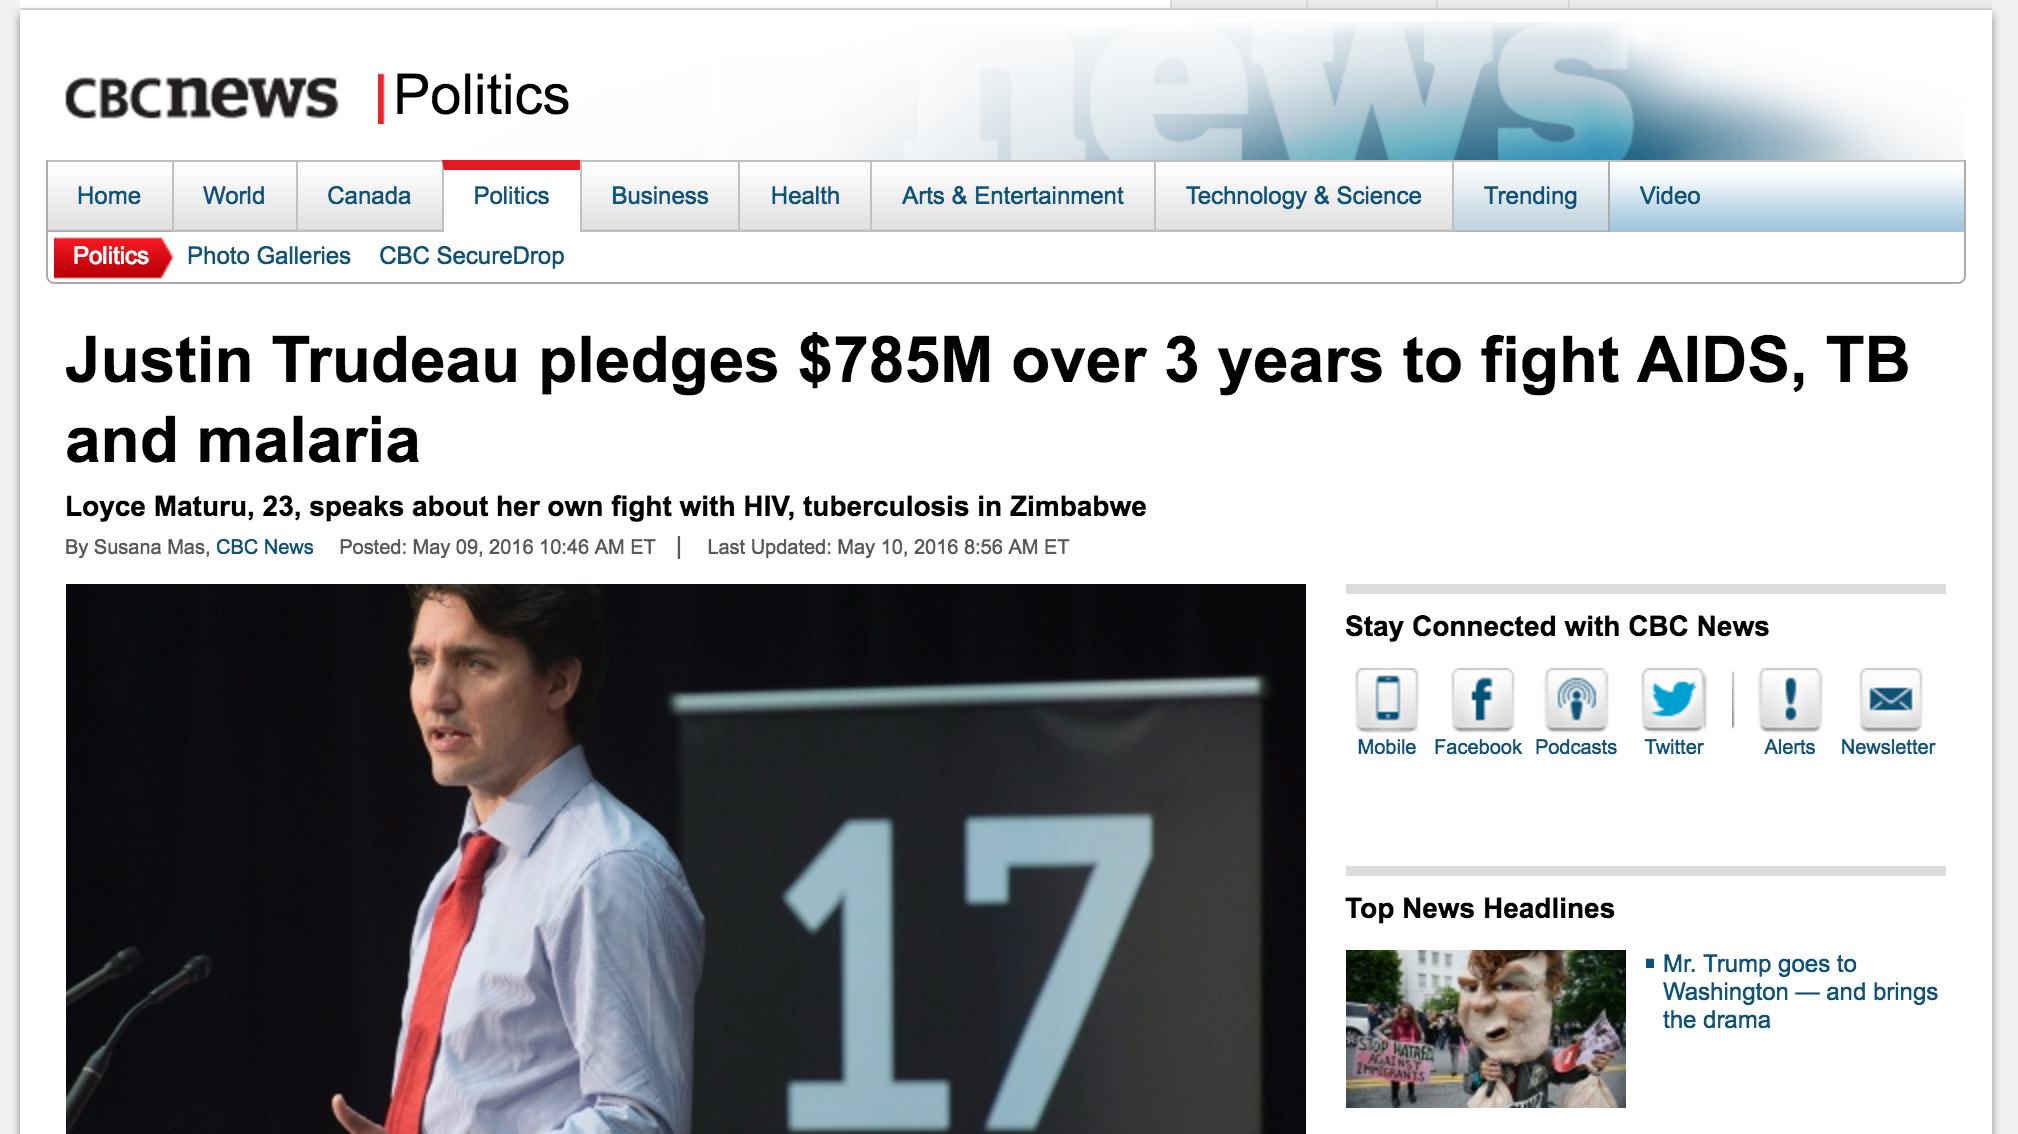 CBCnews | Politics
news
Home World Canada Politics Business Health Arts & Entertainment Technology & Science Trending Video
Politics Photo Galleries CBC SecureDrop
Justin Trudeau pledges $785M over 3 years to fight AIDS, TB
and malaria
Loyce Maturu, 23, speaks about her own fight with HIV, tuberculosis in Zimbabwe
By Susana Mas, CBC News Posted: May 09, 2016 10:46 AM ET | Last Updated: May 10, 2016 8:56 AM ET
17
Stay Connected with CBC News
Mobile Facebook Podcasts Twitter Alerts Newsletter
Top News Headlines
Mr. Trump goes to
Washington — and brings
the drama
STOP HATRED
AGAINST
IMMIGRANTS